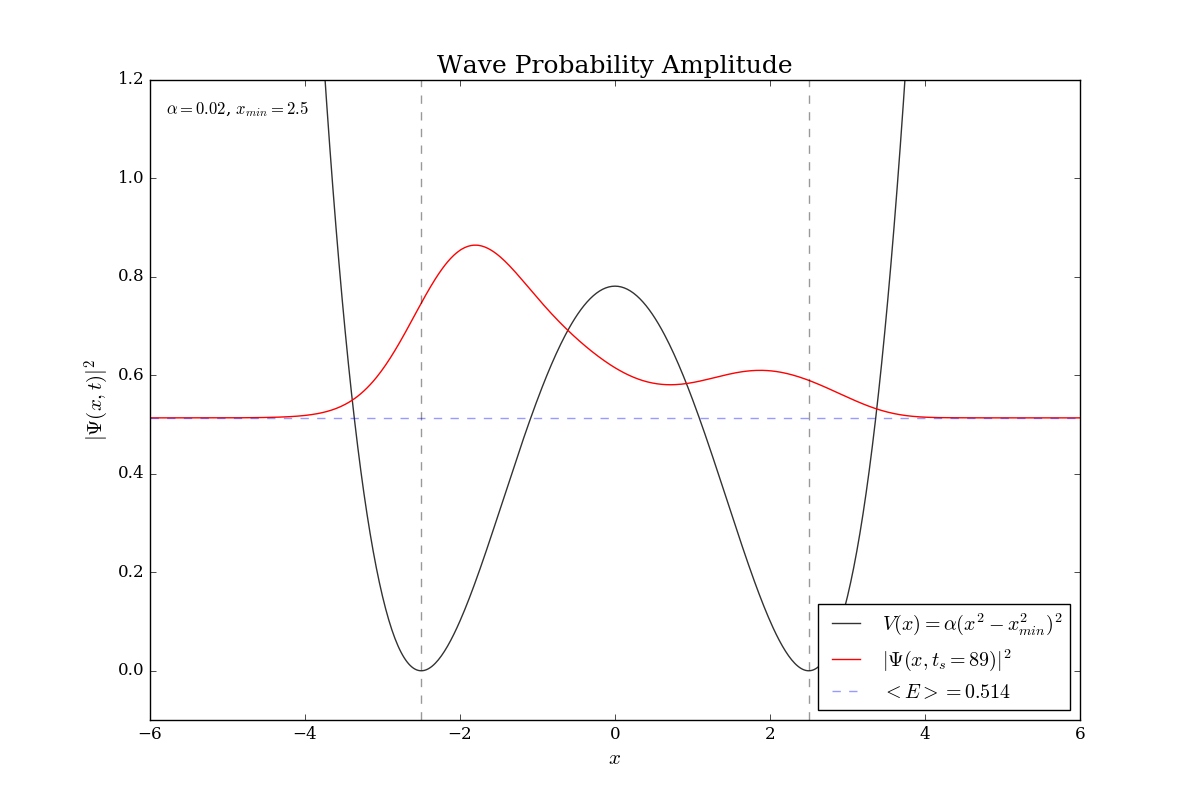 Wave Probability Amplitude
1.2
α = 0.02, x_min = 2.5
1.0
0.8
0.6
0.4
0.2
0.0
|Ψ(x, t)|²
−6
−4
−2
0
2
4
6
x
V(x) = α(x² − x²_min)²
|Ψ(x, t_s = 89)|²
< E > = 0.514